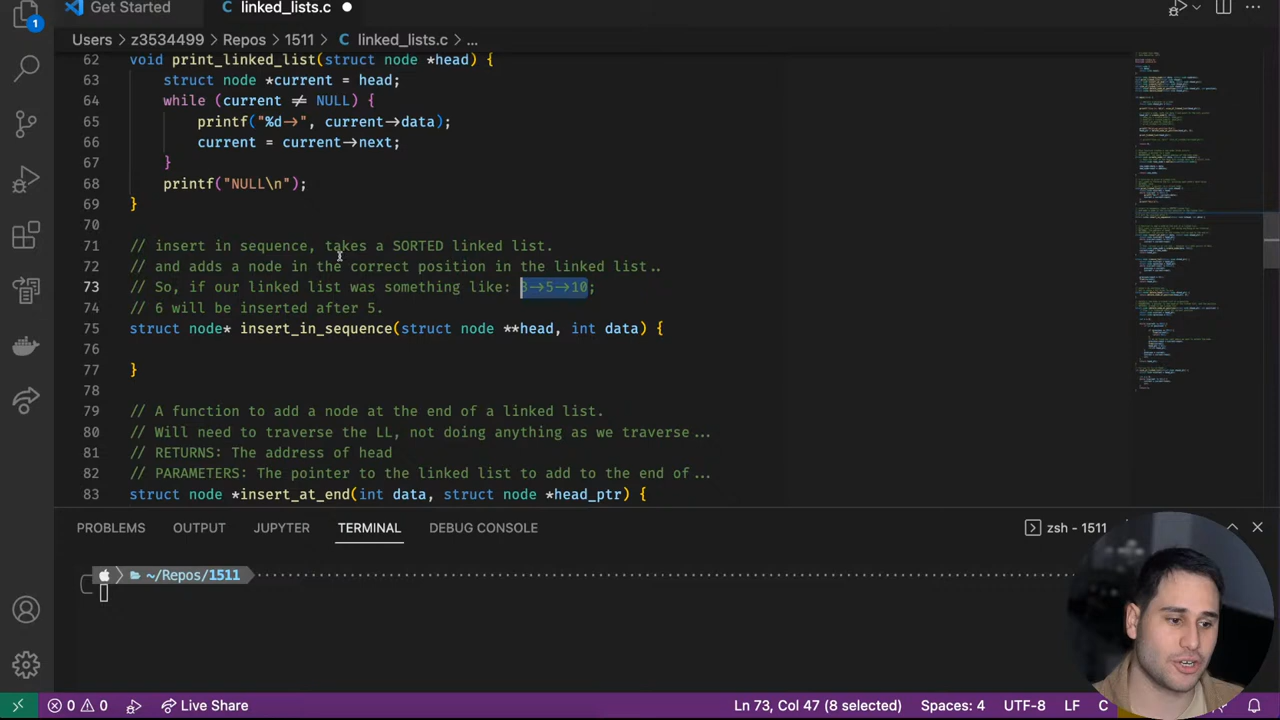 Get Started
linked_lists.c
1
Users > z3534499 > Repos > 1511 > C linked_lists.c > ...
62 void print_linked_list(struct node *head) {
63 struct node *current = head;
64 while (current ≠ NULL) {
65 printf("%d→", current→data)
66 current = current→next;
67 }
68 printf("NULL\n");
69 }
70
71 // insert in seuence, takes a SORTED linked list.
72 // and adds a node in the correct position in linked list..
73 // So, if our linked list was something like: →10;
74 // 6 will be inserted after
75 struct node* insert_in_sequence(struct node **head, int data) {
76
77 }
78
79 // A function to add a node at the end of a linked list.
80 // Will need to traverse the LL, not doing anything as we traverse...
81 // RETURNS: The address of head
82 // PARAMETERS: The pointer to the linked list to add to the end of...
83 struct node *insert_at_end(int data, struct node *head_ptr) {
PROBLEMS OUTPUT JUPYTER TERMINAL DEBUG CONSOLE
zsh - 1511
~/Repos/1511
0 0 Live Share Ln 73, Col 47 (8 selected) Spaces: 4 UTF-8 LF C